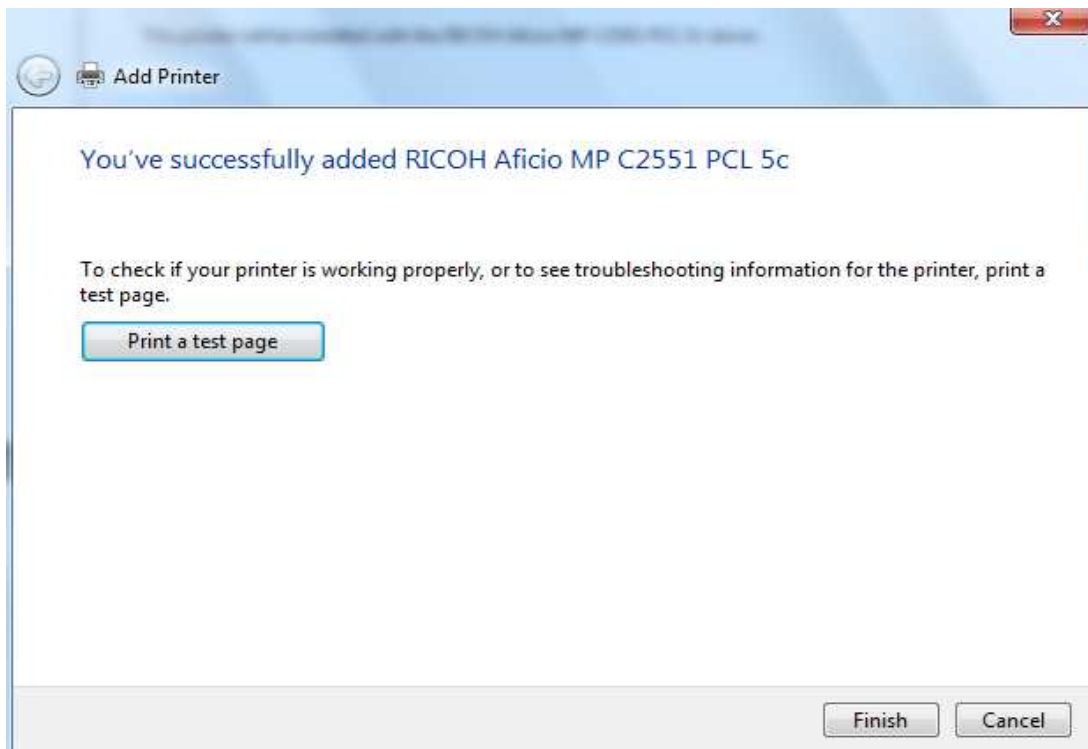 Add Printer
You've successfully added RICOH Aficio MP C2551 PCL 5c
To check if your printer is working properly, or to see troubleshooting information for the printer, print a
test page.
Print a test page
Finish
Cancel